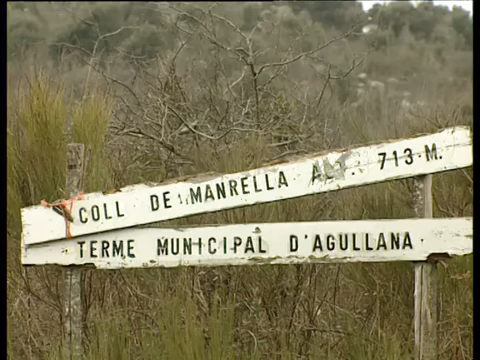 COLL DE MANRELLA ALT. 713 M.
TERME MUNICIPAL D'AGULLANA